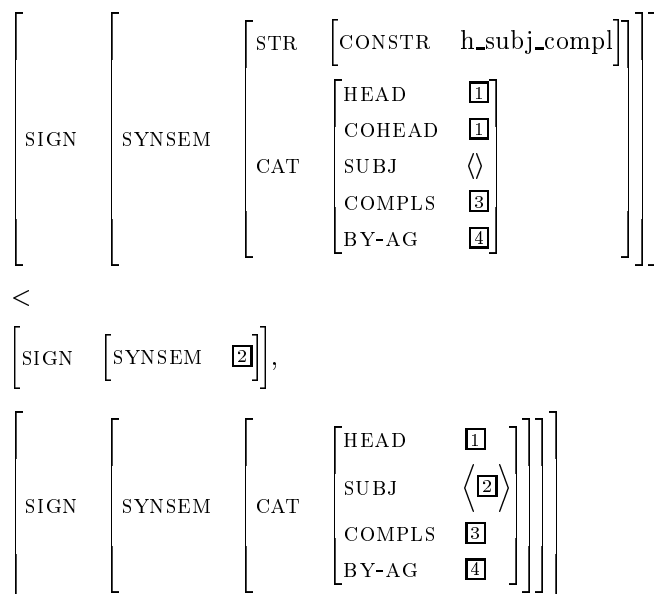 STR [CONSTR h_subj_compl]
HEAD 1
COHEAD 1
SIGN SYNSEM CAT SUBJ ⟨⟩
COMPLS 3
BY-AG 4
<
[SIGN [SYNSEM 2]],
HEAD 1
SUBJ ⟨2⟩
SIGN SYNSEM CAT
COMPLS 3
BY-AG 4